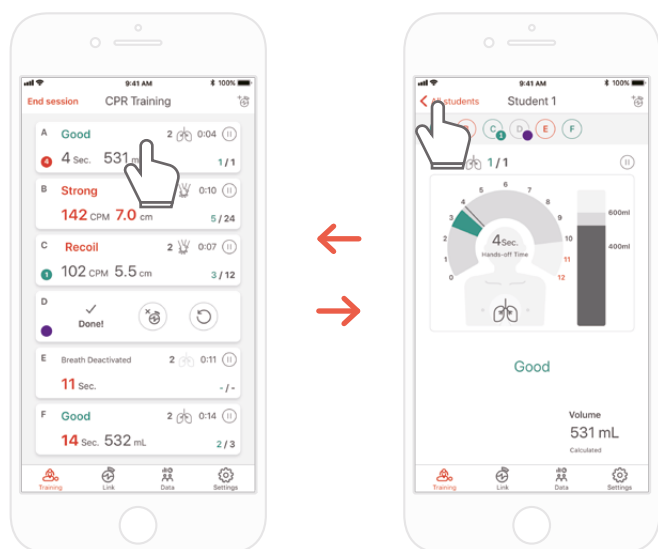 9:41 AM
100%
End session
CPR Training
A Good 2 0:04
4 4 Sec. 531 1/1
B Strong 0:10
142 CPM 7.0 cm 5/24
C Recoil 2 0:07
1 102 CPM 5.5 cm 3/12
D
Done!
E Breath Deactivated 2 0:11
11 Sec. -/-
F Good 2 0:14
14 Sec. 532 mL 2/3
Training Link Data Settings
9:41 AM
100%
students
Student 1
C 1 D E F
1/1
0 1 2 3 4 5 6 7 8 9 10 11 12
4 Sec.
Hands-off Time
600ml
400ml
Good
Volume
531 mL
Calculated
Training Link Data Settings